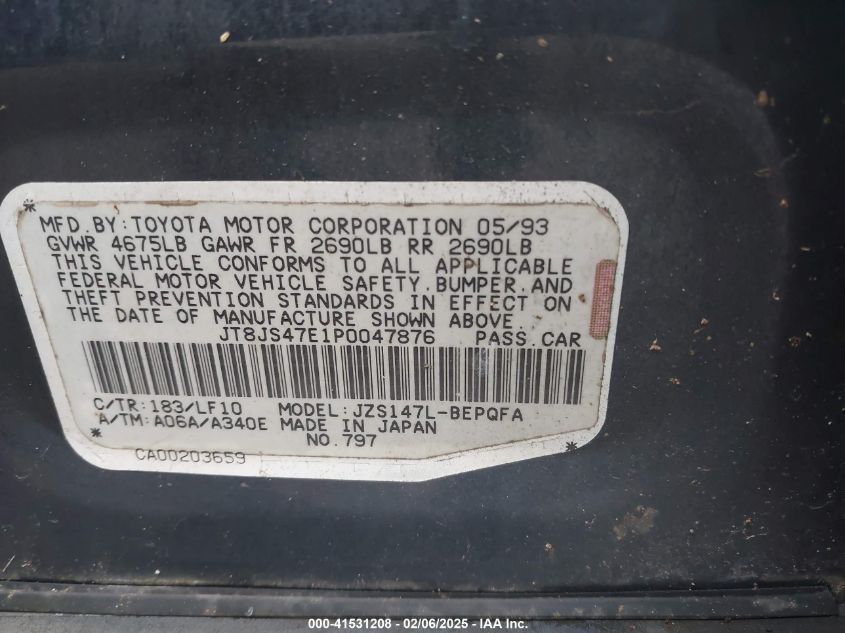 MFD.BY:TOYOTA MOTOR CORPORATION 05/93
GVWR 4675LB GAWR FR 2690LB RR 2690LB
THIS VEHICLE CONFORMS TO ALL APPLICABLE
FEDERAL MOTOR VEHICLE SAFETY,BUMPER,AND
THEFT PREVENTION STANDARDS IN EFFECT ON
THE DATE OF MANUFACTURE SHOWN ABOVE.
JT8JS47E1P0047876 PASS.CAR
C/TR:183/LF10 MODEL:JZS147L-BEPQFA
A/TM:A06A/A340E MADE IN JAPAN
NO.797
CA00203659
000-41531208 - 02/06/2025 - IAA Inc.